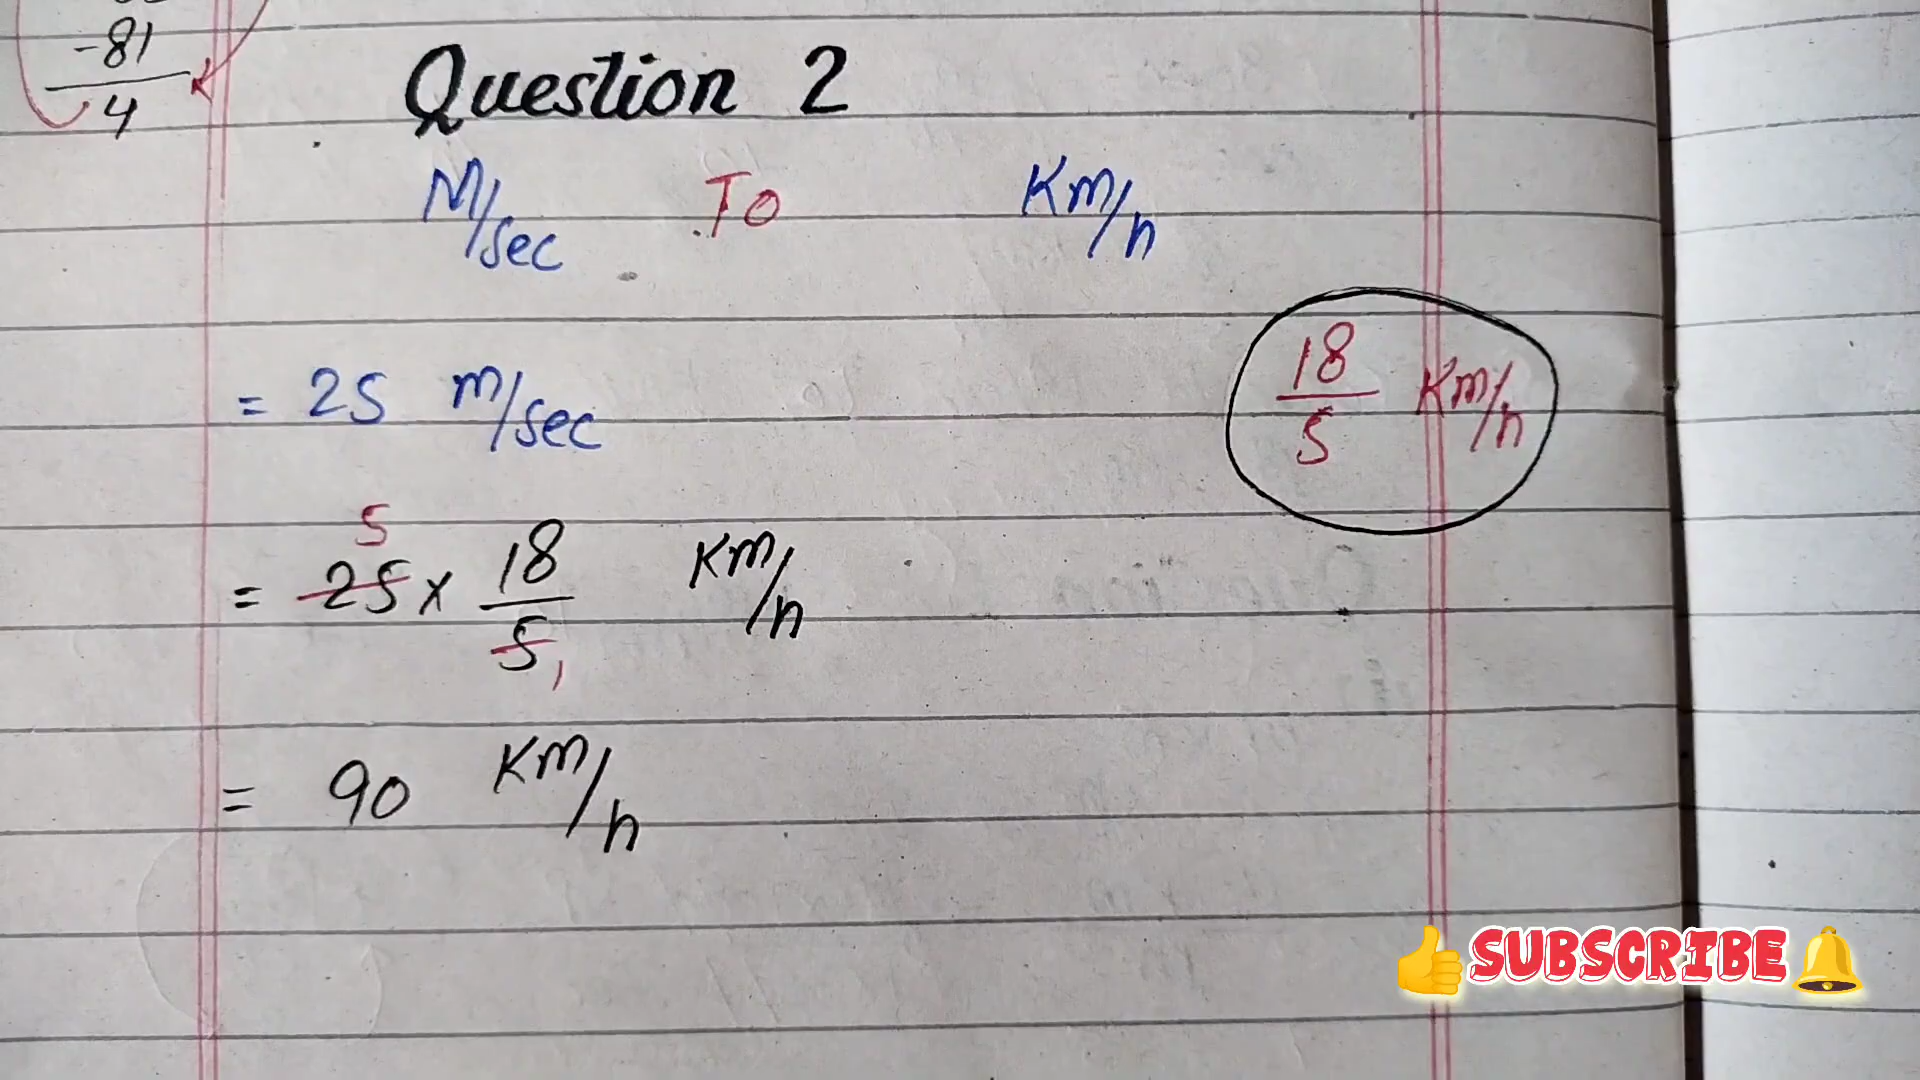 -81
4
Question 2
M/sec To Km/h
= 25 m/sec
18/5 Km/h
5
= 25 x 18/5 Km/h
1
= 90 Km/h
SUBSCRIBE